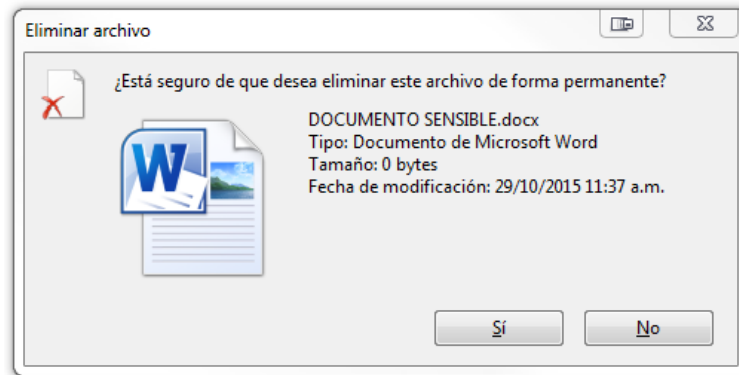 Eliminar archivo
¿Está seguro de que desea eliminar este archivo de forma permanente?
W
DOCUMENTO SENSIBLE.docx
Tipo: Documento de Microsoft Word
Tamaño: 0 bytes
Fecha de modificación: 29/10/2015 11:37 a.m.
Sí
No